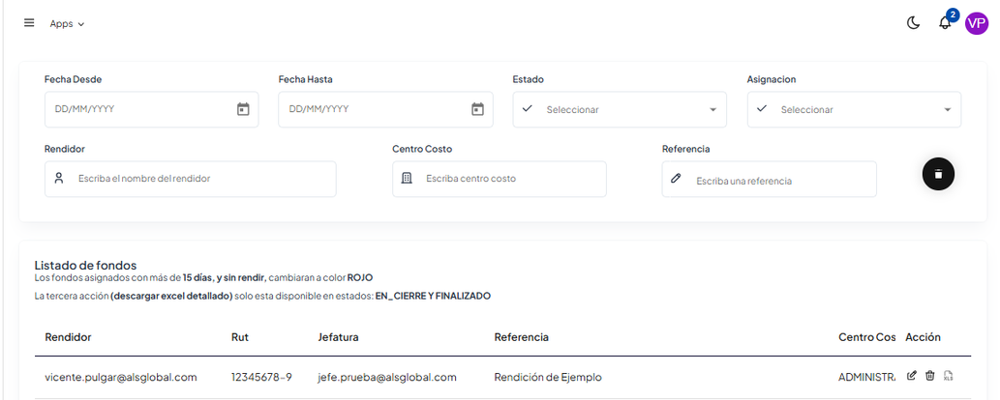 Apps
2
VP
Fecha Desde Fecha Hasta Estado Asignacion
DD/MM/YYYY DD/MM/YYYY Seleccionar Seleccionar
Rendidor Centro Costo Referencia
Escriba el nombre del rendidor Escriba centro costo Escriba una referencia
Listado de fondos
Los fondos asignados con más de 15 días, y sin rendir, cambiaran a color ROJO
La tercera acción (descargar excel detallado) solo esta disponible en estados: EN_CIERRE Y FINALIZADO
Rendidor Rut Jefatura Referencia Centro Cos Acción
vicente.pulgar@alsglobal.com 12345678-9 jefe.prueba@alsglobal.com Rendición de Ejemplo ADMINISTR